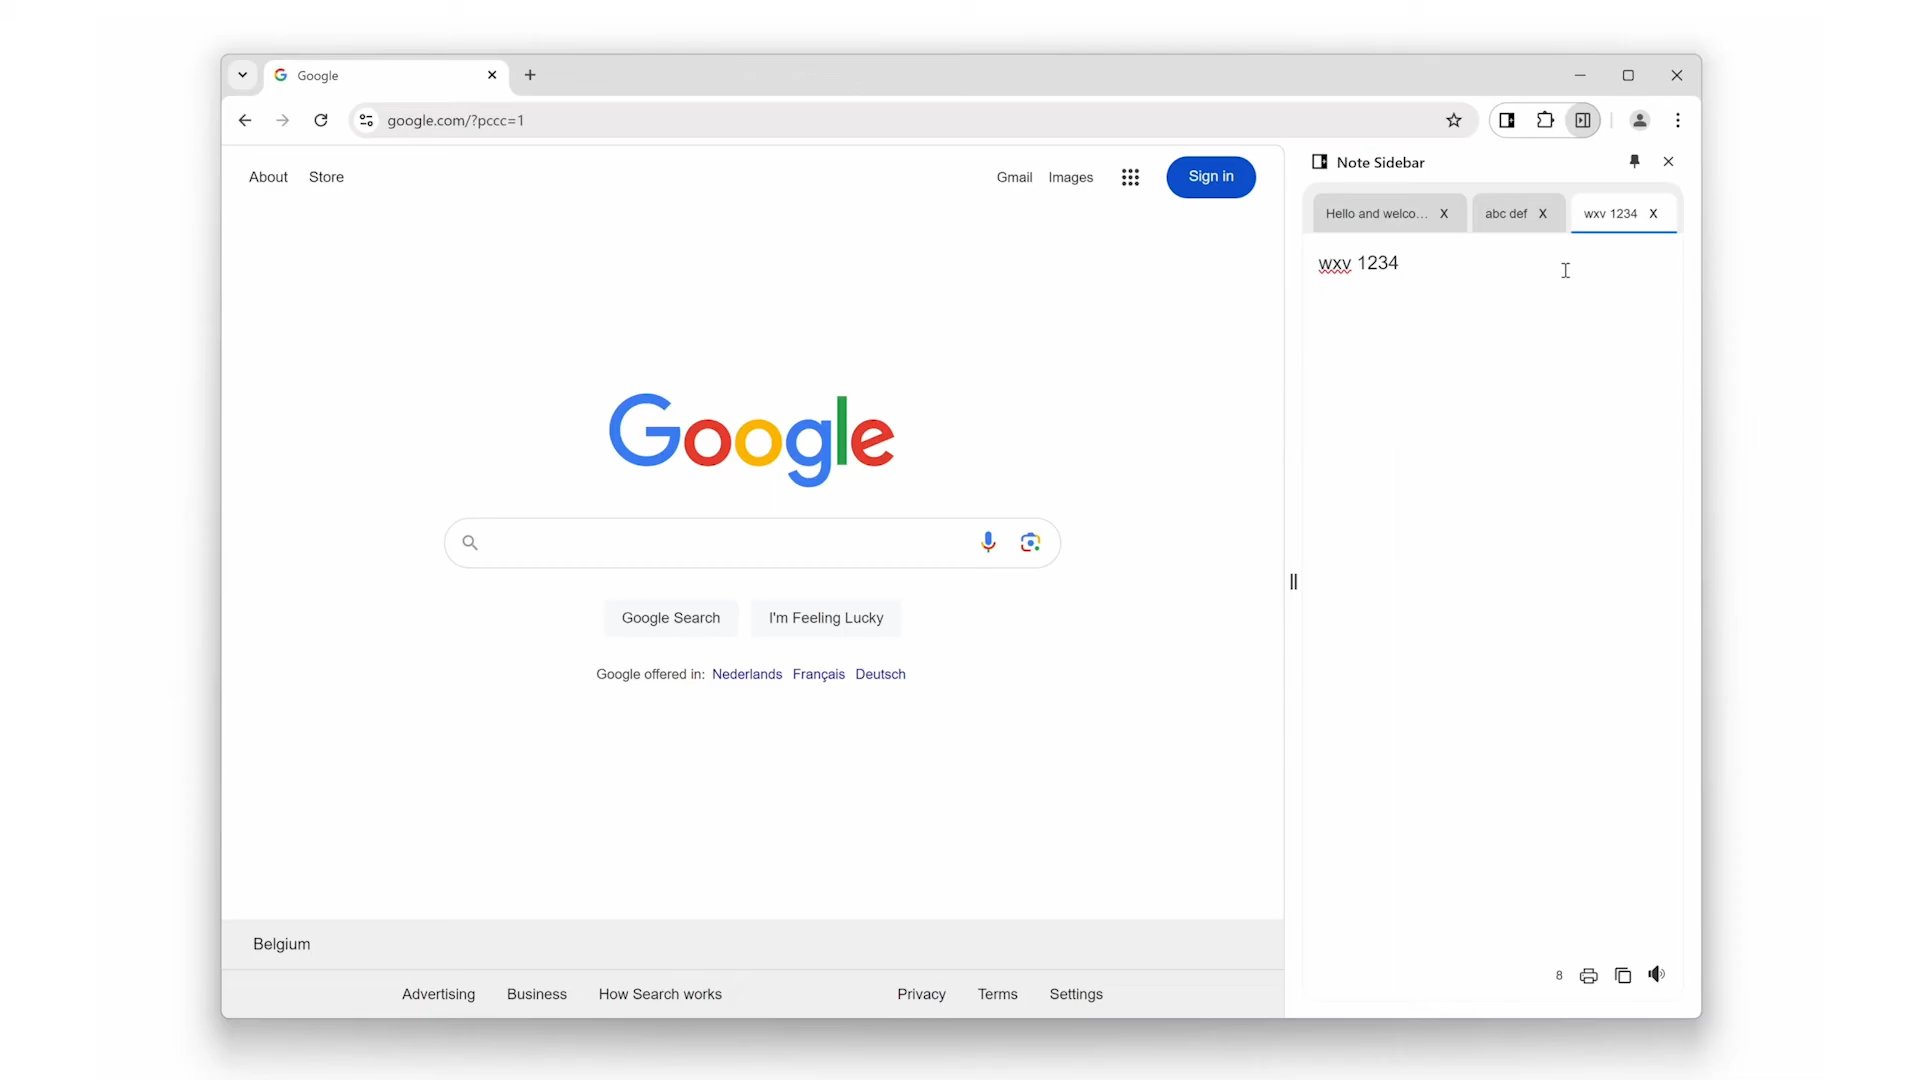 Google
google.com/?pccc=1
About Store Gmail Images Sign in
Note Sidebar
Hello and welco... X abc def X wxv 1234 X
wxv 1234
Google
Google Search I'm Feeling Lucky
Google offered in: Nederlands Français Deutsch
Belgium
8
Advertising Business How Search works Privacy Terms Settings